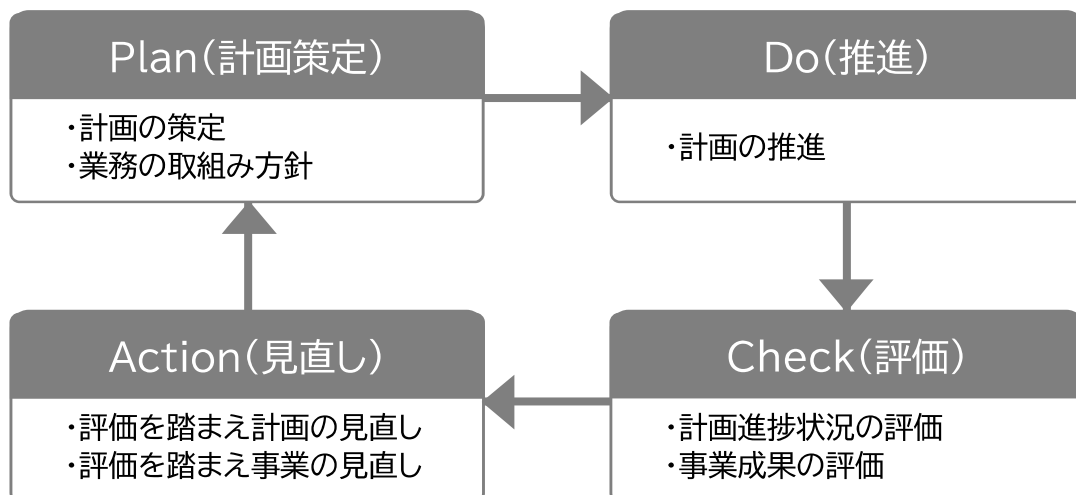 Plan（計画策定）
・計画の策定
・業務の取組み方針
Do（推進）
・計画の推進
Action（見直し）
・評価を踏まえ計画の見直し
・評価を踏まえ事業の見直し
Check（評価）
・計画進捗状況の評価
・事業成果の評価